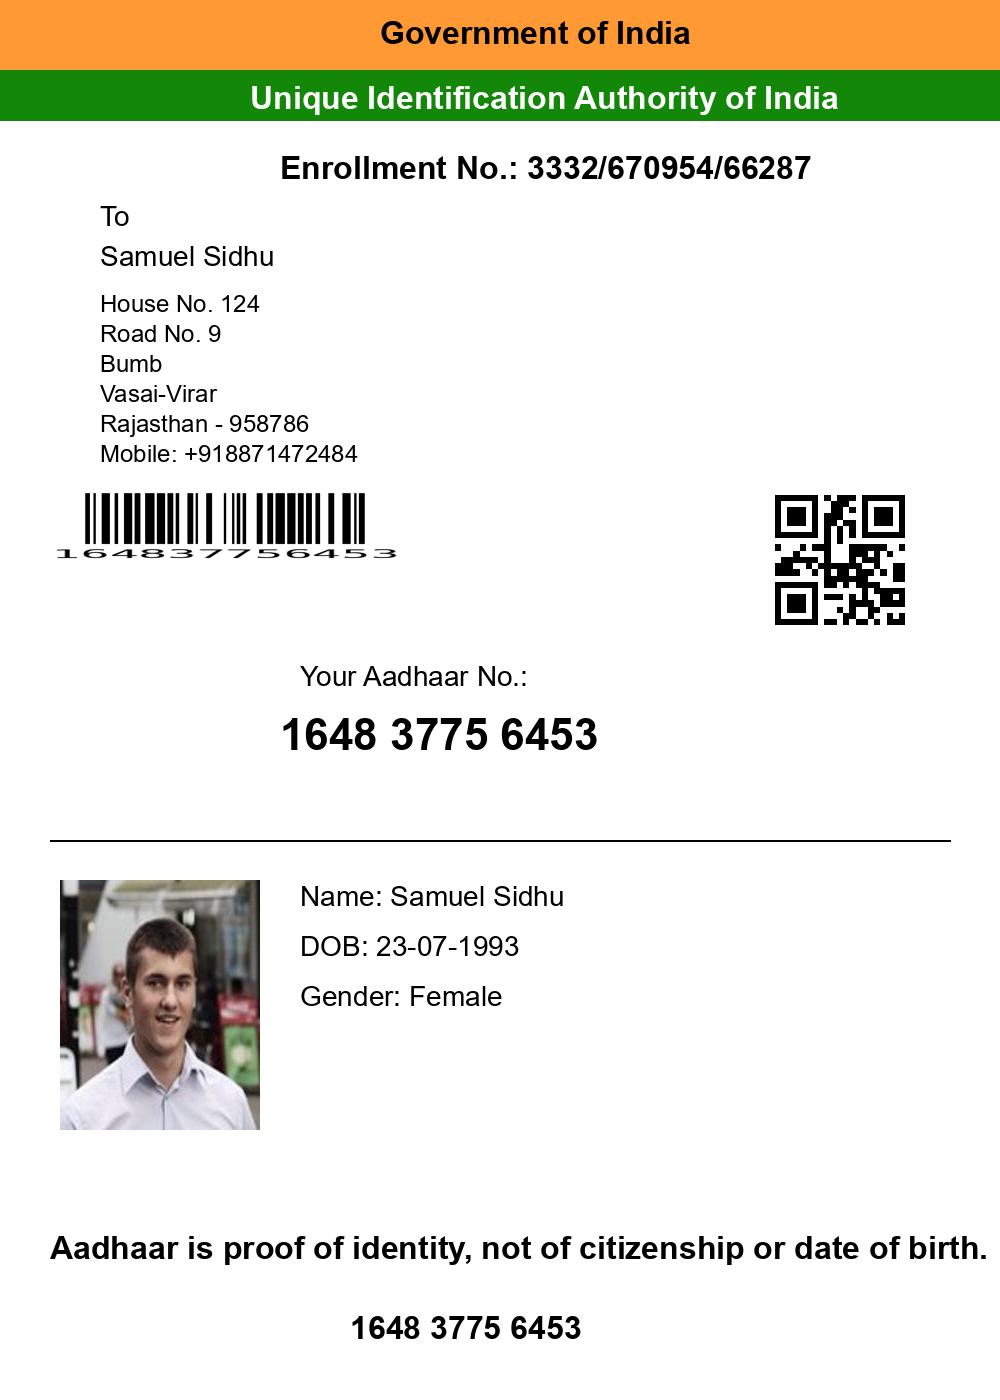 Government of India
Unique Identification Authority of India
Enrollment No.: 3332/670954/66287
To
Samuel Sidhu
House No. 124
Road No. 9
Bumb
Vasai-Virar
Rajasthan - 958786
Mobile: +918871472484
164837756453
Your Aadhaar No.:
1648 3775 6453
Name: Samuel Sidhu
DOB: 23-07-1993
Gender: Female
Aadhaar is proof of identity, not of citizenship or date of birth.
1648 3775 6453